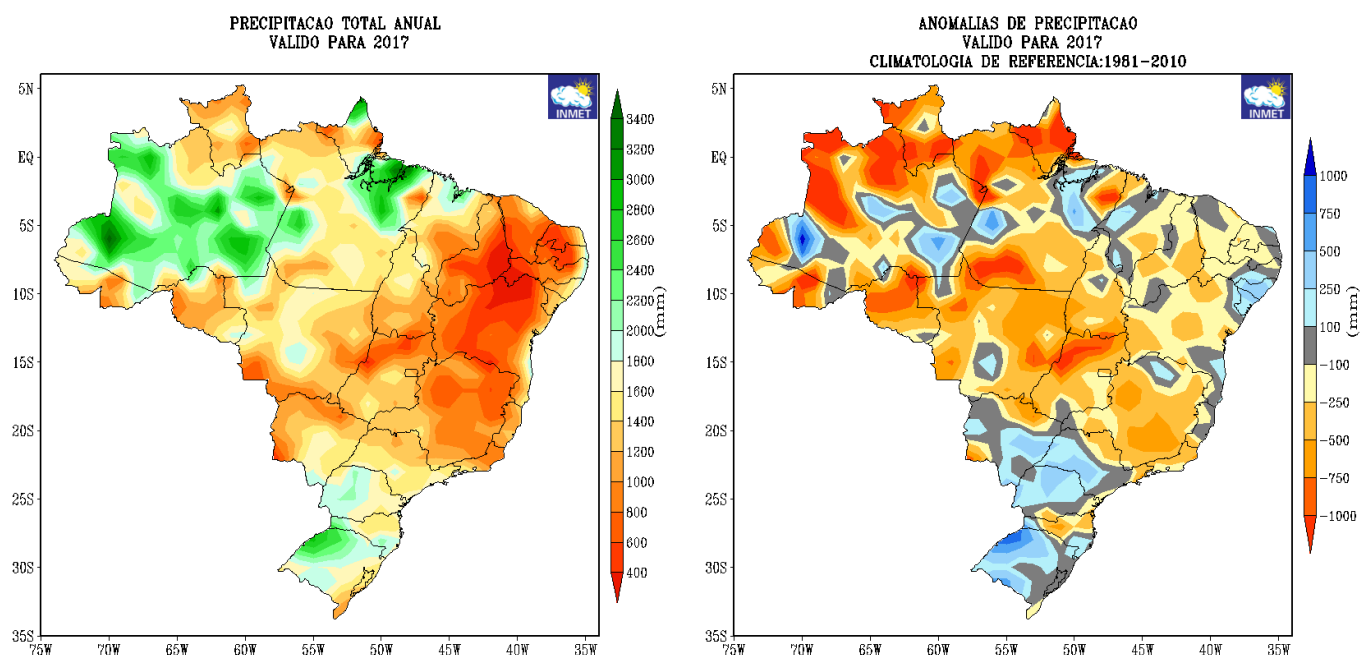 PRECIPITACAO TOTAL ANUAL
VALIDO PARA 2017
INMET
5N
EQ
5S
10S
15S
20S
25S
30S
35S
75W
70W
65W
60W
55W
50W
45W
40W
35W
3400
3200
3000
2800
2600
2400
2200
2000
1800
1600
1400
1200
1000
800
600
400
(mm)
ANOMALIAS DE PRECIPITACAO
VALIDO PARA 2017
CLIMATOLOGIA DE REFERENCIA:1981-2010
INMET
5N
EQ
5S
10S
15S
20S
25S
30S
35S
75W
70W
65W
60W
55W
50W
45W
40W
35W
1000
750
500
250
100
-100
-250
-500
-750
-1000
(mm)